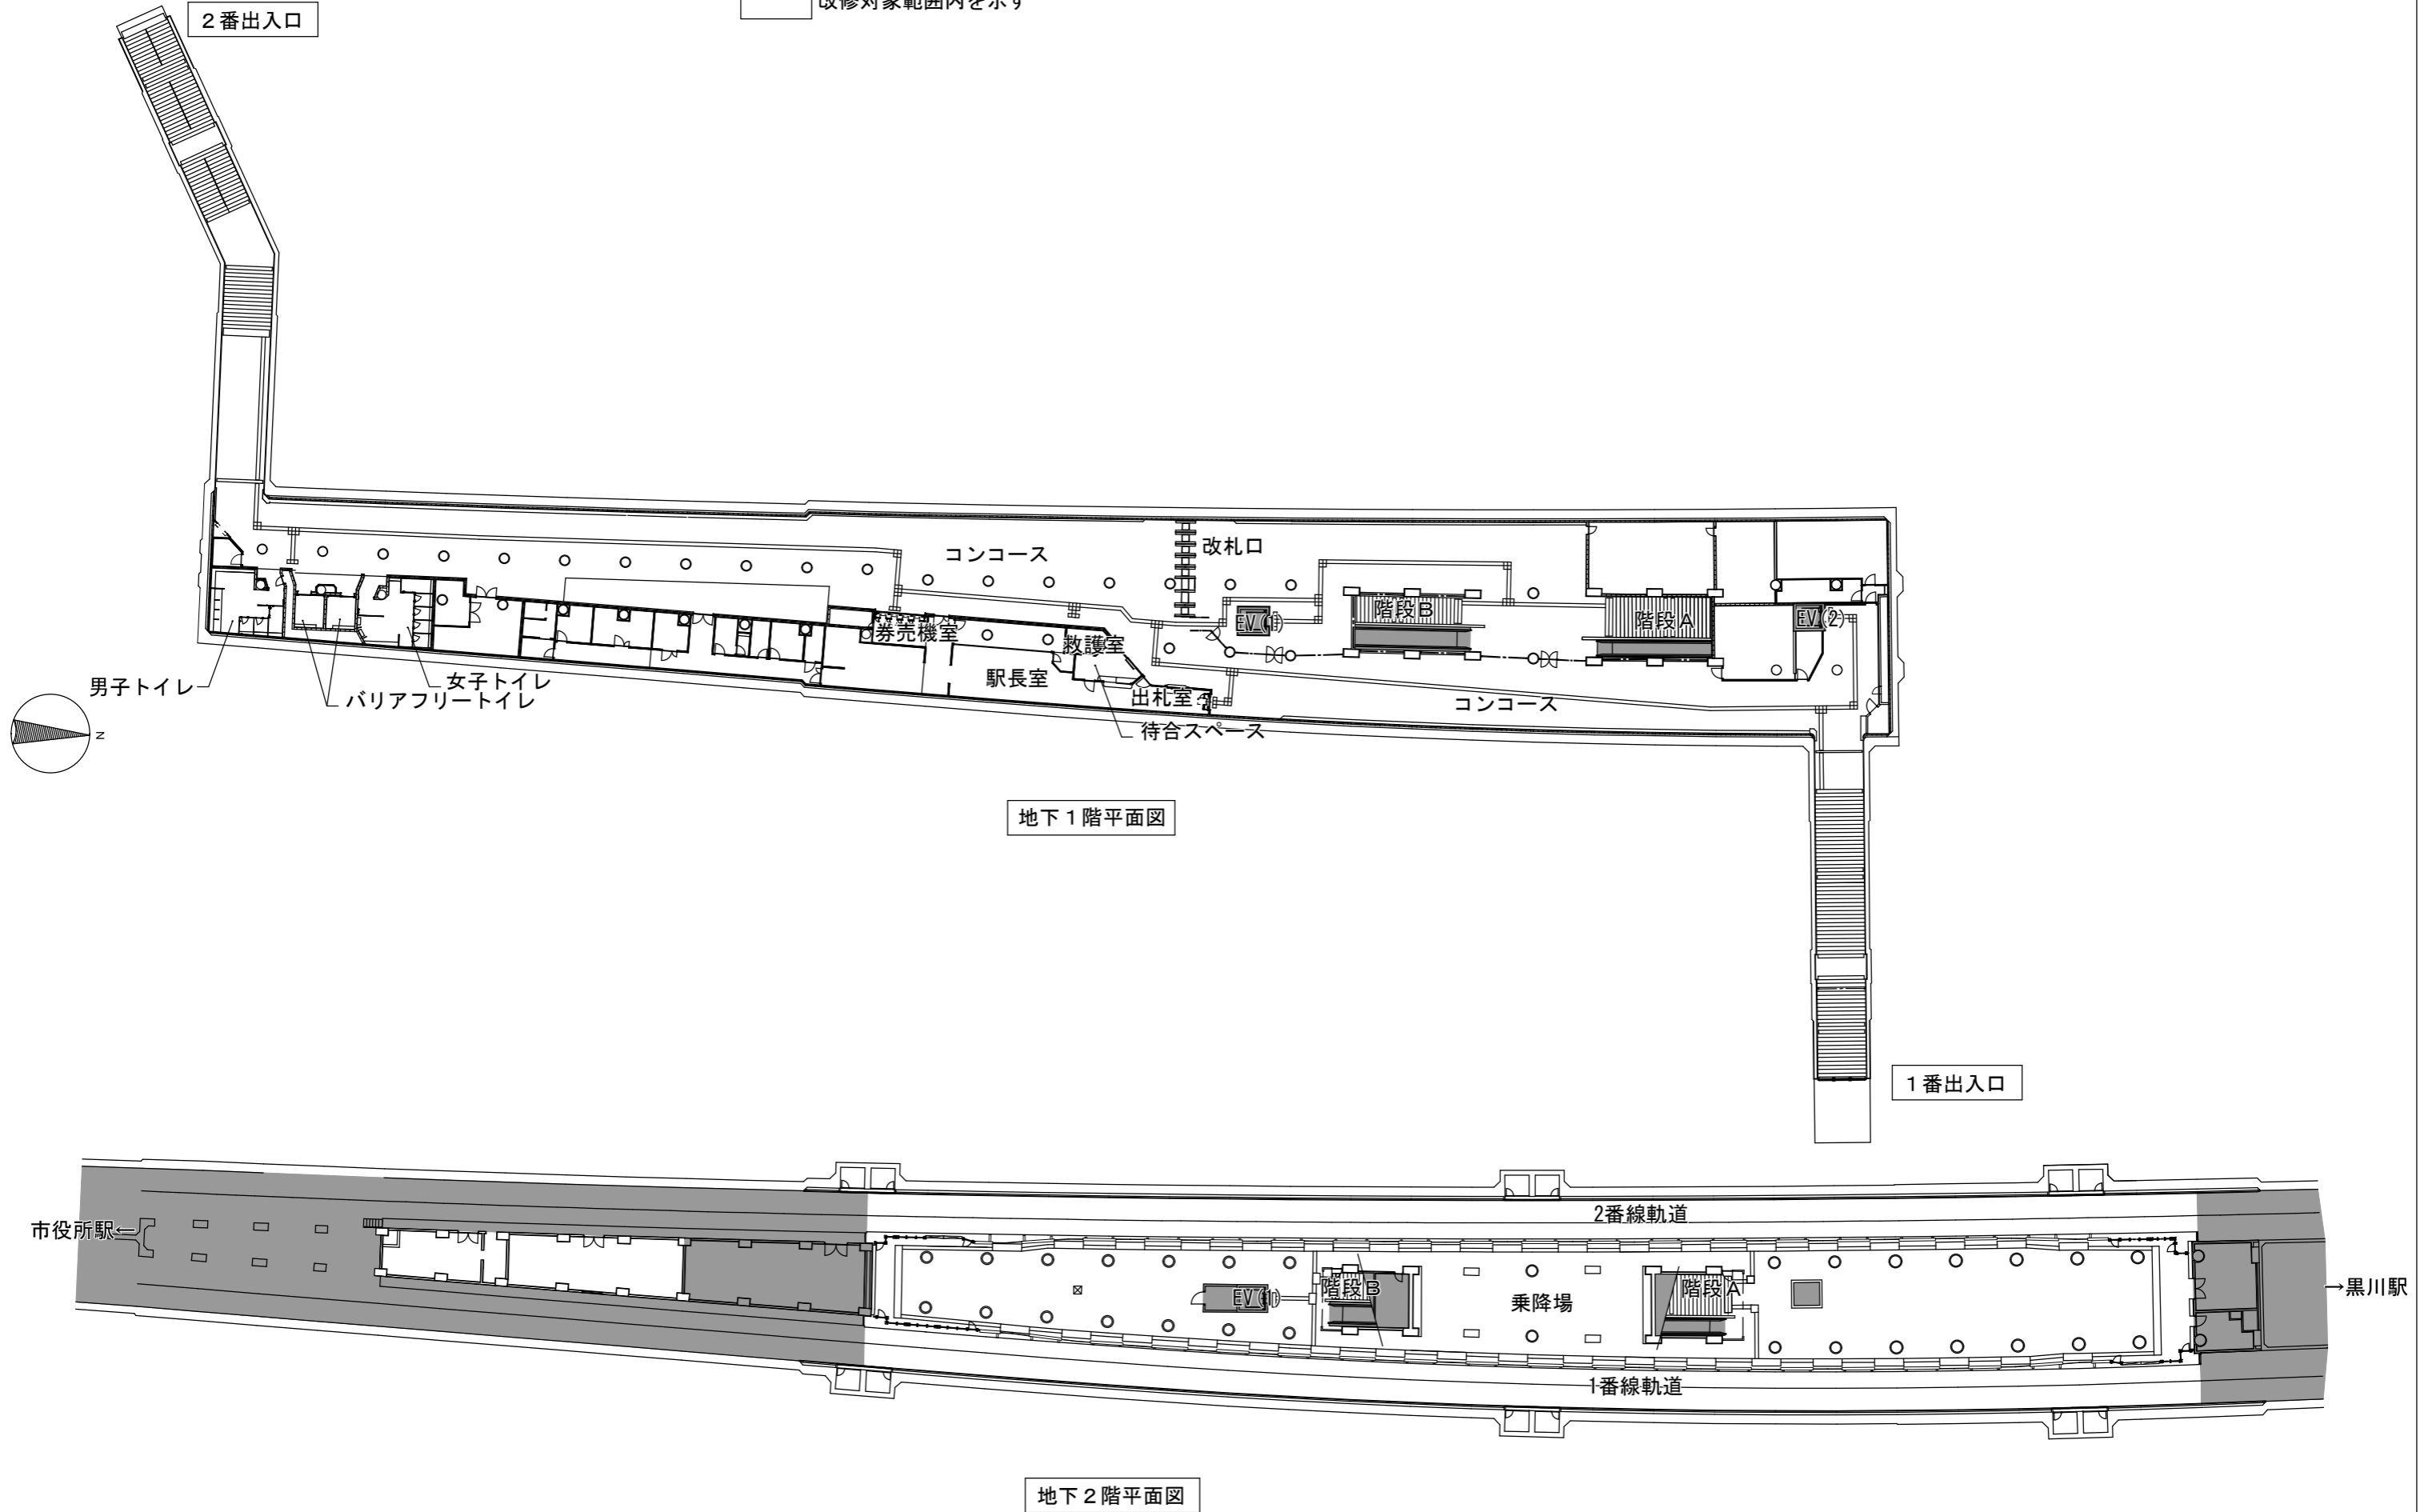 ２番出入口
改修対象範囲内を示す
コンコース
改札口
階段Ｂ
階段Ａ
EV(1)
EV(2)
券売機室
救護室
駅長室
男子トイレ
女子トイレ
バリアフリートイレ
出札室
コンコース
待合スペース
N
地下１階平面図
１番出入口
2番線軌道
市役所駅←
EV(1)
階段Ｂ
乗降場
階段Ａ
→黒川駅
1番線軌道
地下２階平面図